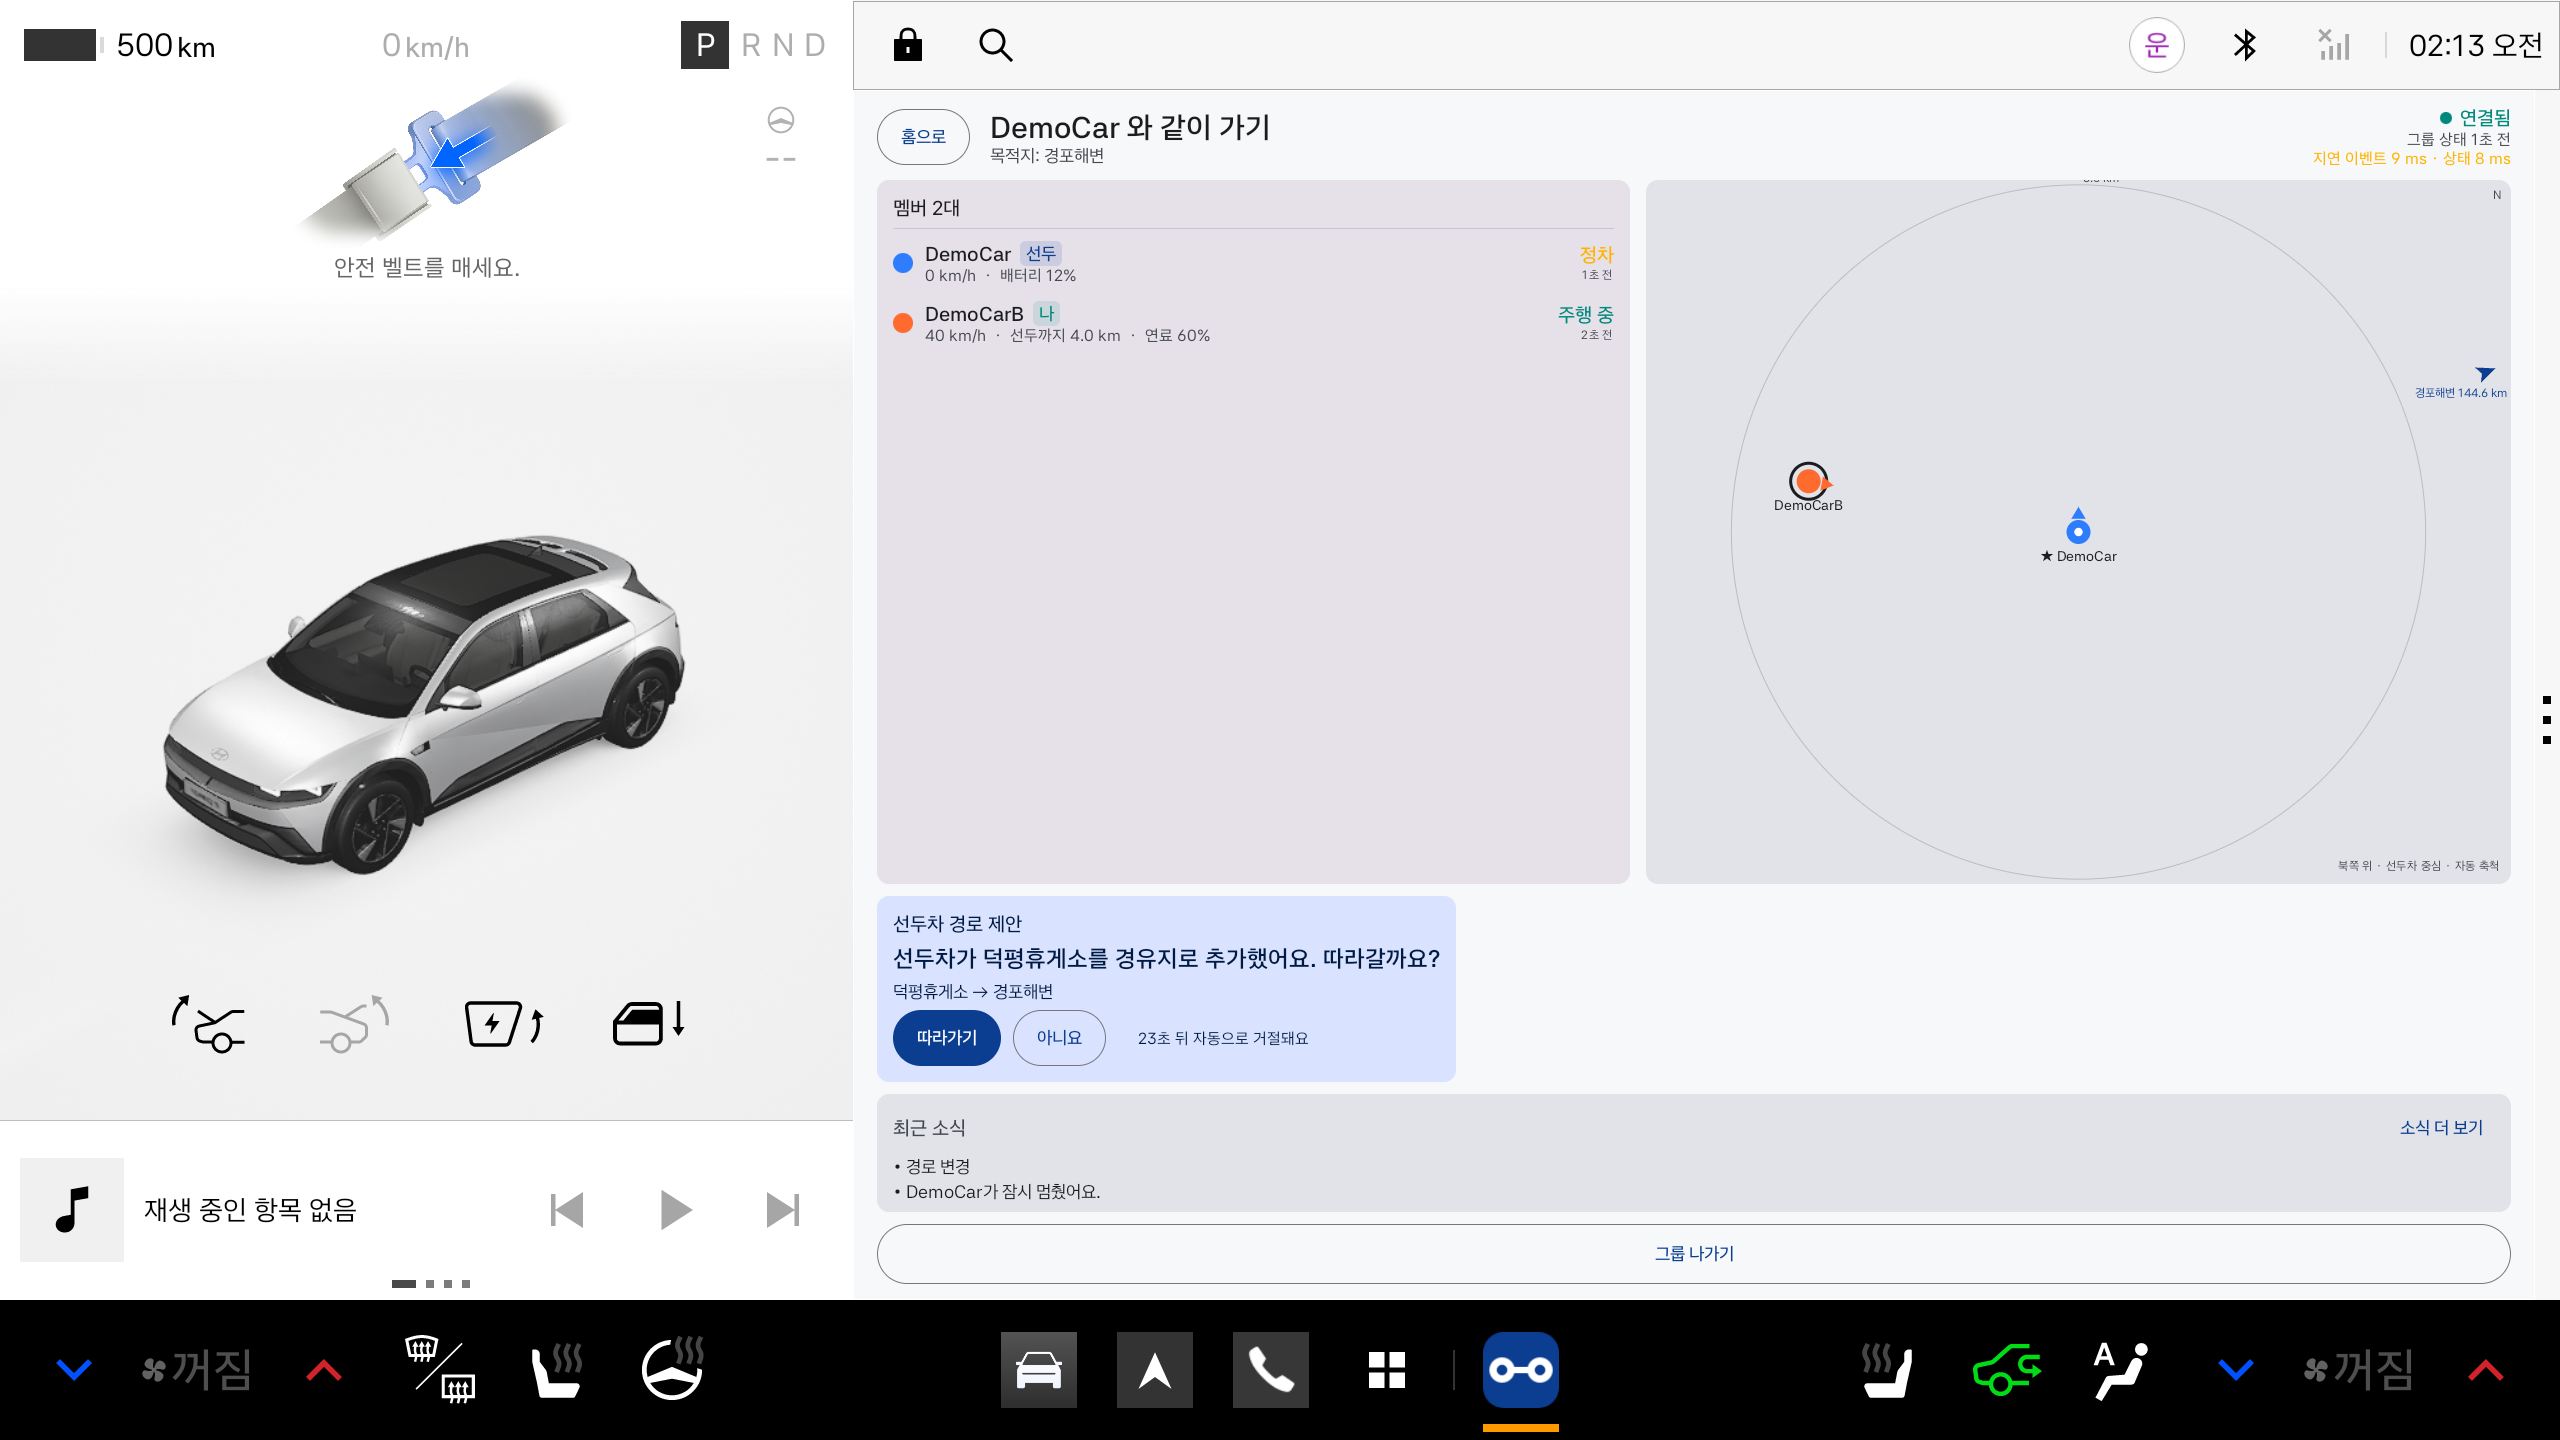 500 km
0 km/h
P R N D
안전 벨트를 매세요.
재생 중인 항목 없음
운
02:13 오전
홈으로
DemoCar 와 같이 가기
목적지: 경포해변
연결됨
그룹 상태 1초 전
지연 이벤트 9 ms · 상태 8 ms
멤버 2대
DemoCar 선두
0 km/h · 배터리 12%
정차
1초 전
DemoCarB 나
40 km/h · 선두까지 4.0 km · 연료 60%
주행 중
2초 전
N
경포해변 144.6 km
DemoCarB
★ DemoCar
북쪽 위 · 선두차 중심 · 자동 축척
선두차 경로 제안
선두차가 덕평휴게소를 경유지로 추가했어요. 따라갈까요?
덕평휴게소 → 경포해변
따라가기
아니요
23초 뒤 자동으로 거절돼요
최근 소식
소식 더 보기
• 경로 변경
• DemoCar가 잠시 멈췄어요.
그룹 나가기
꺼짐
A
꺼짐